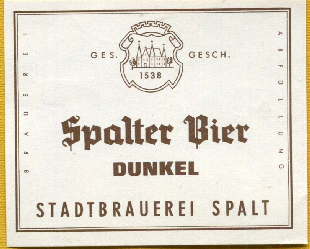 GES. GESCH.
1538
BRAUEREI
ABFÜLLUNG
Spalter Bier
DUNKEL
STADTBRAUEREI SPALT